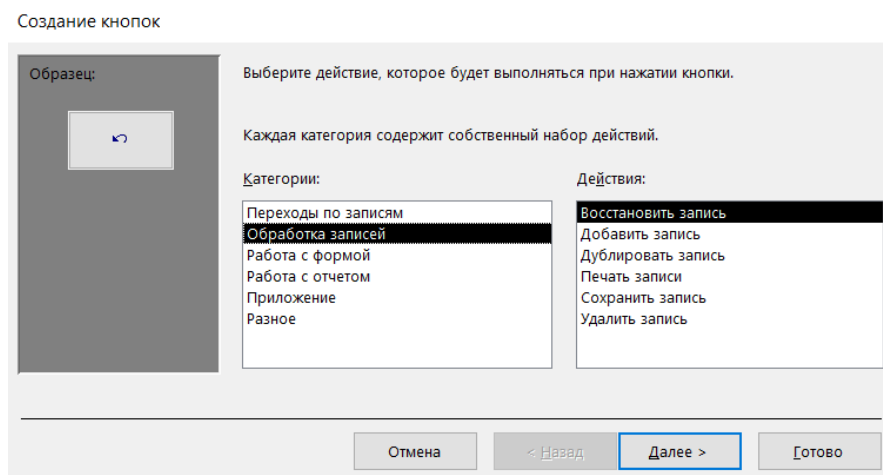 Создание кнопок
Образец:
Выберите действие, которое будет выполняться при нажатии кнопки.
Каждая категория содержит собственный набор действий.
Категории:
Переходы по записям
Обработка записей
Работа с формой
Работа с отчетом
Приложение
Разное
Действия:
Восстановить запись
Добавить запись
Дублировать запись
Печать записи
Сохранить запись
Удалить запись
Отмена
< Назад
Далее >
Готово